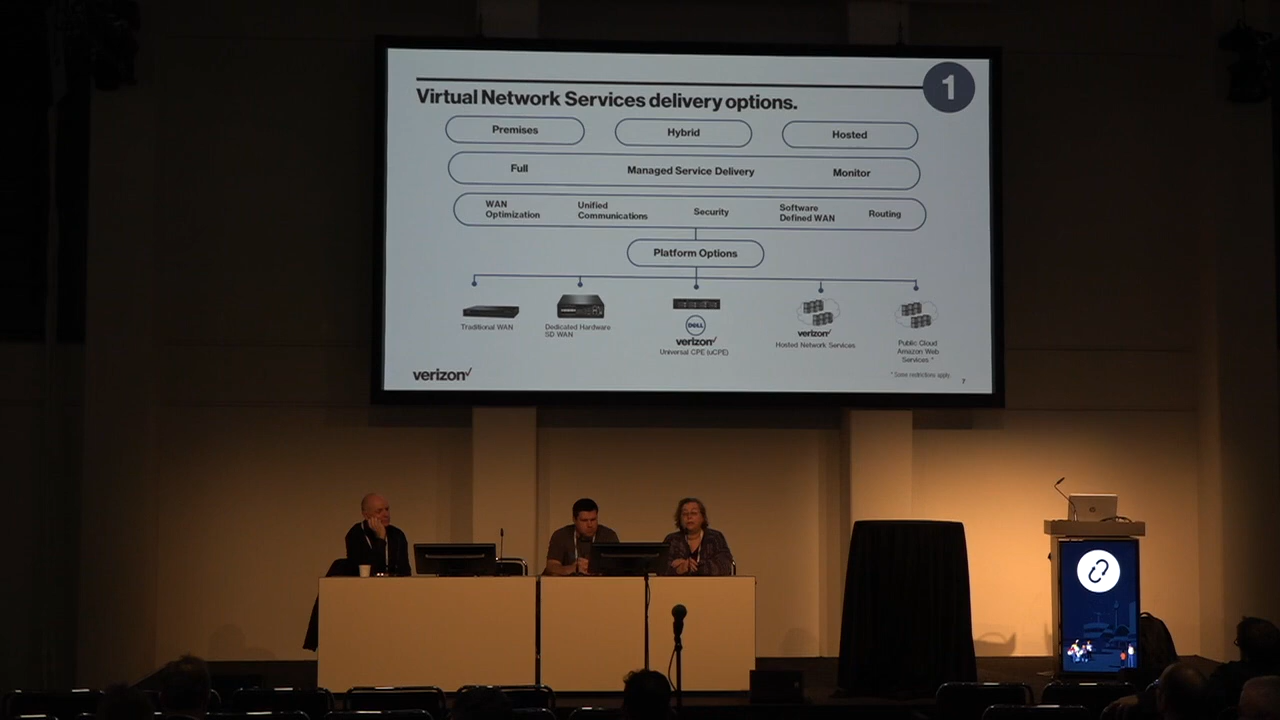 1
Virtual Network Services delivery options.
Premises Hybrid Hosted
Full Managed Service Delivery Monitor
WAN
Optimization
Unified
Communications
Security
Software
Defined WAN
Routing
Platform Options
Traditional WAN
Dedicated Hardware
SD WAN
DELL
verizon✓
Universal CPE (uCPE)
verizon✓
Hosted Network Services
Public Cloud
Amazon Web
Services *
verizon✓
* Some restrictions apply.
7